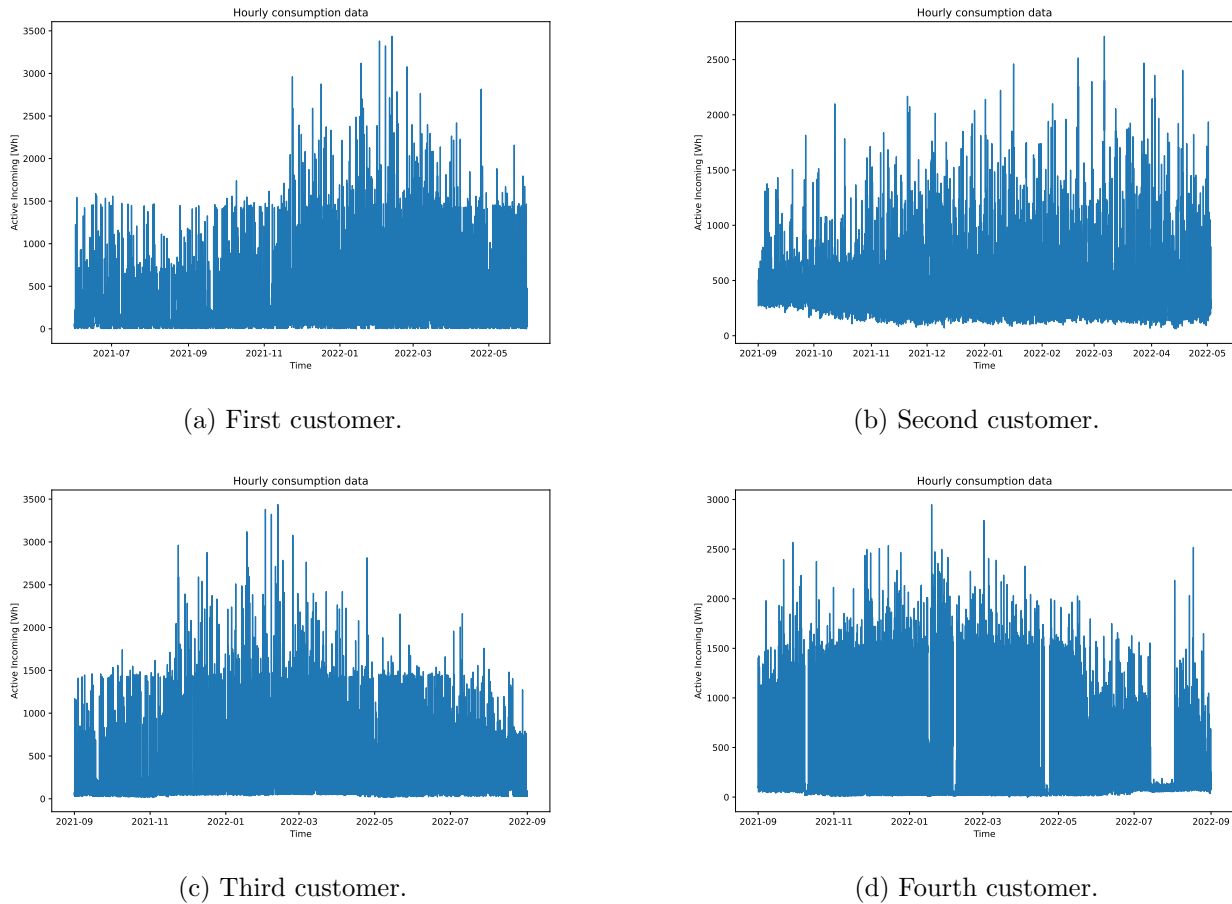 Hourly consumption data
3500
3000
2500
2000
1500
1000
500
0
Active Incoming [Wh]
2021-07 2021-09 2021-11 2022-01 2022-03 2022-05
Time
(a) First customer.
Hourly consumption data
2500
2000
1500
1000
500
0
Active Incoming [Wh]
2021-09 2021-10 2021-11 2021-12 2022-01 2022-02 2022-03 2022-04 2022-05
Time
(b) Second customer.
Hourly consumption data
3500
3000
2500
2000
1500
1000
500
0
Active Incoming [Wh]
2021-09 2021-11 2022-01 2022-03 2022-05 2022-07 2022-09
Time
(c) Third customer.
Hourly consumption data
3000
2500
2000
1500
1000
500
0
Active Incoming [Wh]
2021-09 2021-11 2022-01 2022-03 2022-05 2022-07 2022-09
Time
(d) Fourth customer.